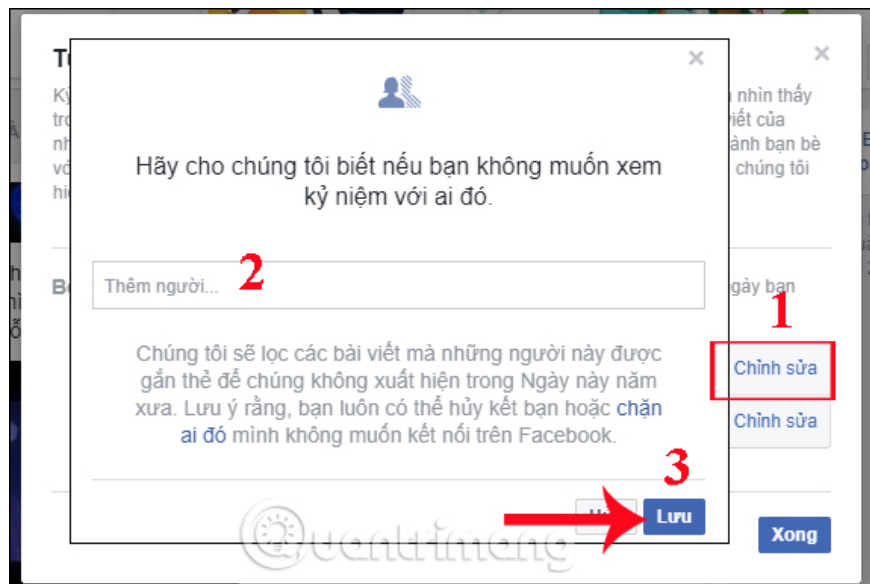 Kỷ
nhìn thấy
viết của
bạn bè
chúng tôi
Hãy cho chúng tôi biết nếu bạn không muốn xem
kỷ niệm với ai đó.
Thêm người...
2
bạn
1
Chúng tôi sẽ lọc các bài viết mà những người này được
gắn thẻ để chúng không xuất hiện trong Ngày này năm
xưa. Lưu ý rằng, bạn luôn có thể hủy kết bạn hoặc chặn
ai đó mình không muốn kết nối trên Facebook.
Chỉnh sửa
Chỉnh sửa
3
Lưu
Xong
Quantrimang